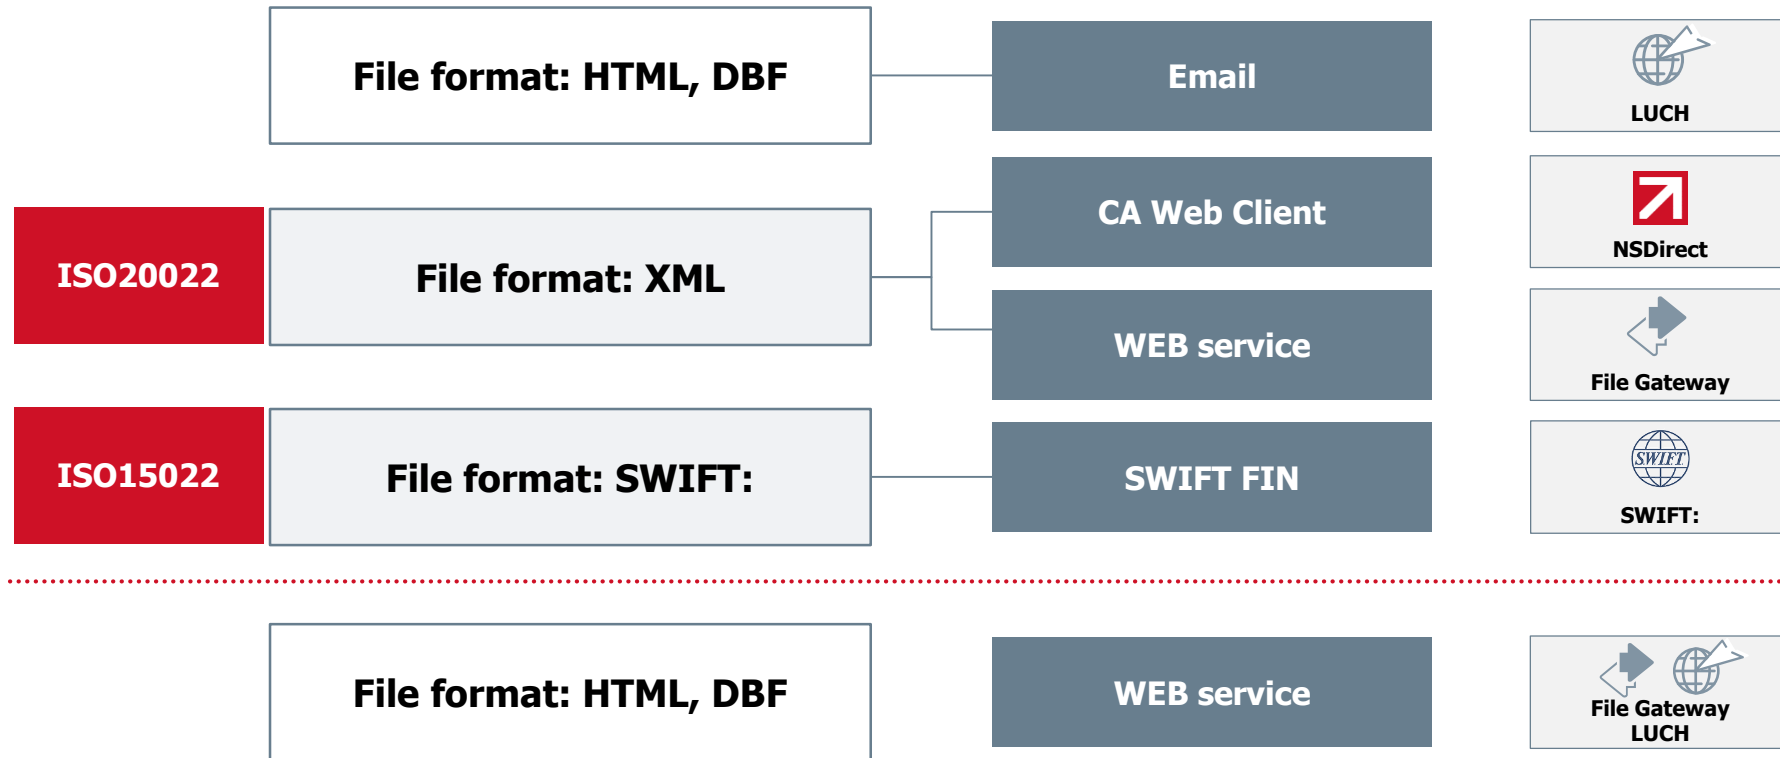 File format: HTML, DBF
Email
LUCH
CA Web Client
NSDirect
ISO20022
File format: XML
WEB service
File Gateway
ISO15022
File format: SWIFT:
SWIFT FIN
SWIFT
SWIFT:
File format: HTML, DBF
WEB service
File Gateway
LUCH